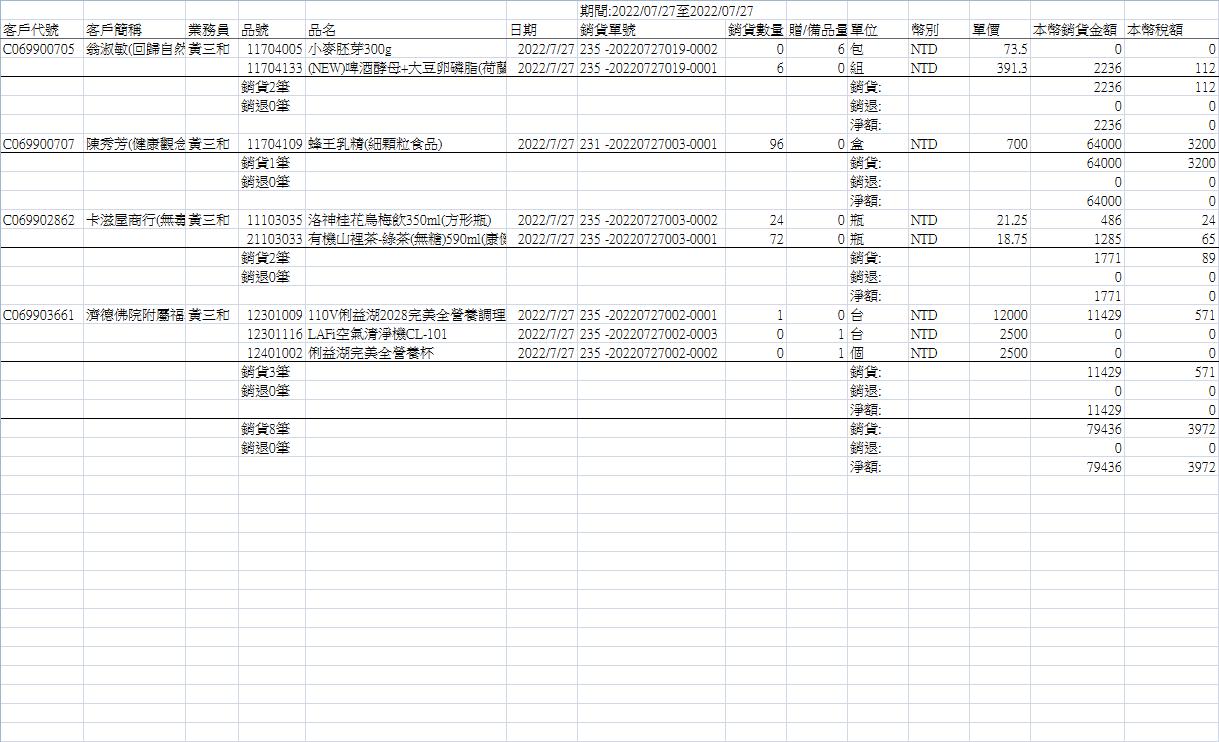 期間:2022/07/27至2022/07/27
客戶代號 客戶簡稱 業務員 品號 品名 日期 銷貨單號 銷貨數量 贈/備品量 單位 幣別 單價 本幣銷貨金額 本幣稅額
C069900705 翁淑敏(回歸自然 黃三和 11704005 小麥胚芽300g 2022/7/27 235 -20220727019-0002 0 6 包 NTD 73.5 0 0
11704133 (NEW)啤酒酵母+大豆卵磷脂(荷蘭 2022/7/27 235 -20220727019-0001 6 0 組 NTD 391.3 2236 112
銷貨2筆 銷貨: 2236 112
銷退0筆 銷退: 0 0
淨額: 2236 0
C069900707 陳秀芳(健康觀念 黃三和 11704109 蜂王乳精(細顆粒食品) 2022/7/27 231 -20220727003-0001 96 0 盒 NTD 700 64000 3200
銷貨1筆 銷貨: 64000 3200
銷退0筆 銷退: 0 0
淨額: 64000 0
C069902862 卡滋屋商行(無毒 黃三和 11103035 洛神桂花烏梅飲350ml(方形瓶) 2022/7/27 235 -20220727003-0002 24 0 瓶 NTD 21.25 486 24
21103033 有機山裡茶-綠茶(無糖)590ml(康健 2022/7/27 235 -20220727003-0001 72 0 瓶 NTD 18.75 1285 65
銷貨2筆 銷貨: 1771 89
銷退0筆 銷退: 0 0
淨額: 1771 0
C069903661 濟德佛院附屬福 黃三和 12301009 110V俐益湖2028完美全營養調理 2022/7/27 235 -20220727002-0001 1 0 台 NTD 12000 11429 571
12301116 LAFi空氣清淨機CL-101 2022/7/27 235 -20220727002-0003 0 1 台 NTD 2500 0 0
12401002 俐益湖完美全營養杯 2022/7/27 235 -20220727002-0002 0 1 個 NTD 2500 0 0
銷貨3筆 銷貨: 11429 571
銷退0筆 銷退: 0 0
淨額: 11429 0
銷貨8筆 銷貨: 79436 3972
銷退0筆 銷退: 0 0
淨額: 79436 3972